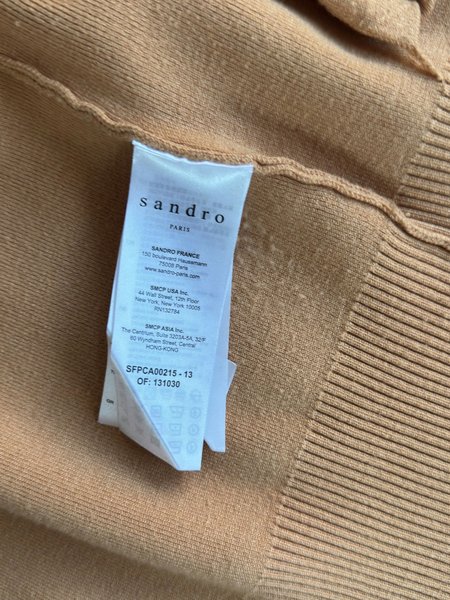 sandro
PARIS
SANDRO FRANCE
150 boulevard Haussmann
75008 Paris
www.sandro-paris.com
SMCP USA Inc.
44 Wall Street, 12th Floor
New York, New York 10005
RN132784
SMCP ASIA Inc.
The Centrium, Suite 3203A-5A, 32/F
60 Wyndham Street, Central
HONG-KONG
SFPCA00215 - 13
OF: 131030